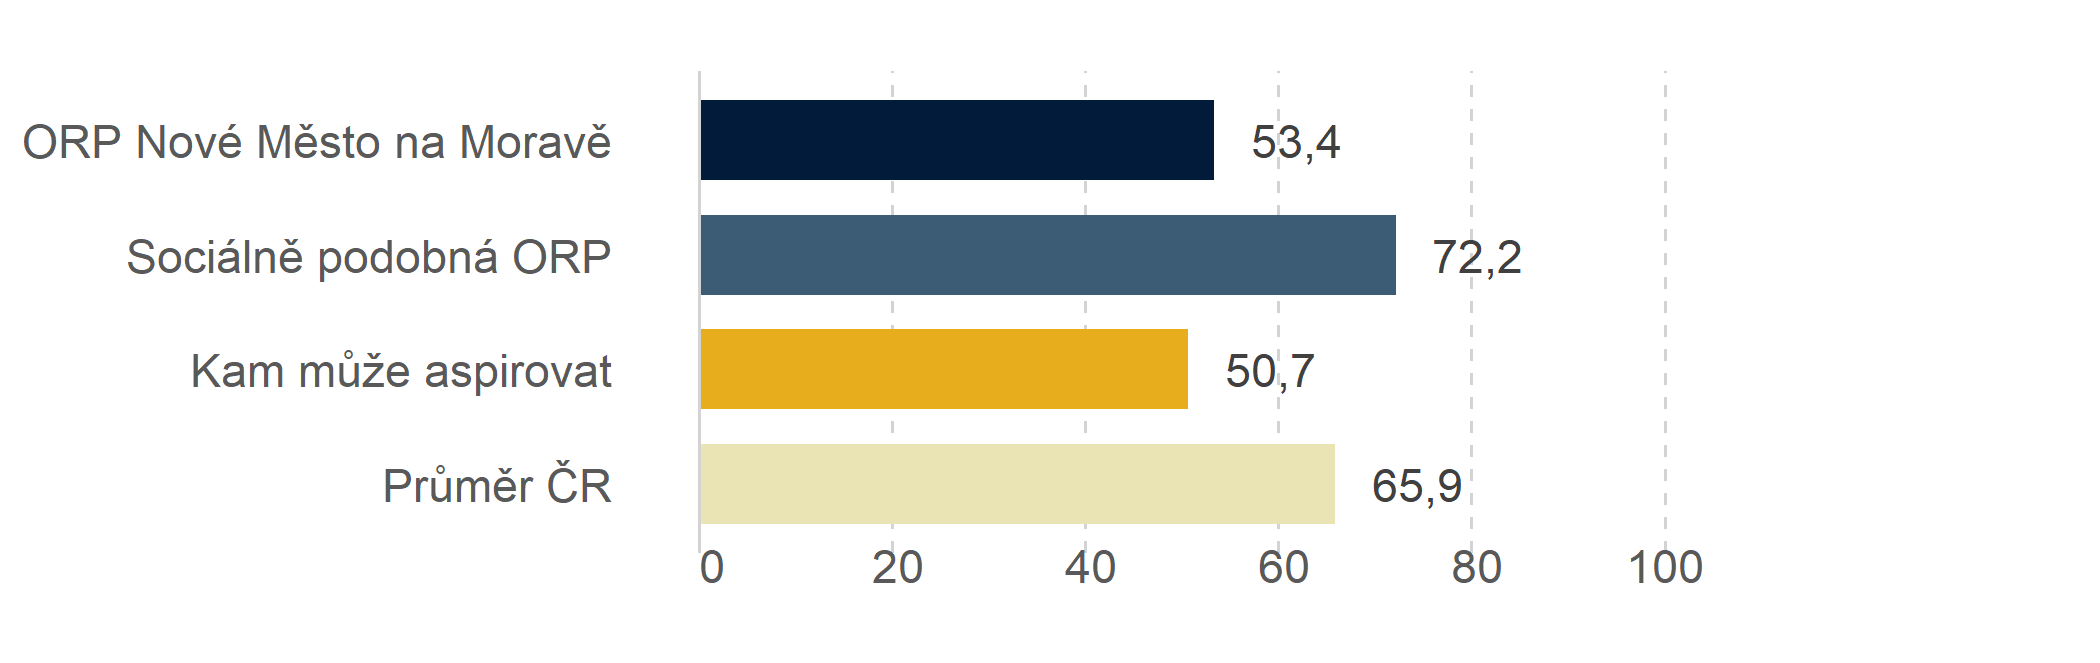 ORP Nové Město na Moravě 53,4
Sociálně podobná ORP 72,2
Kam může aspirovat 50,7
Průměr ČR 65,9
0 20 40 60 80 100